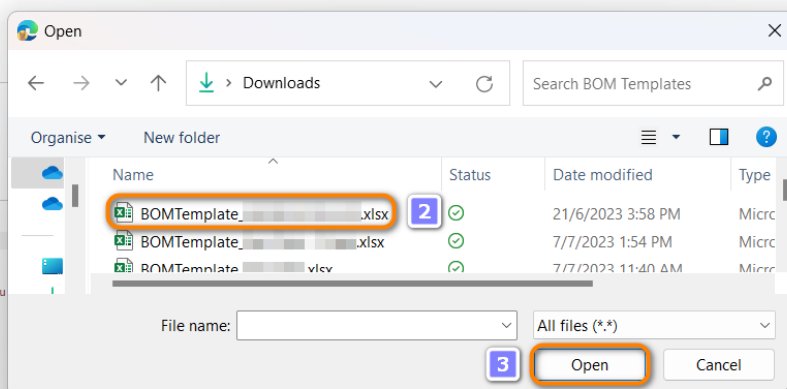 Open
Downloads
Search BOM Templates
Organise New folder
Name Status Date modified Type
BOMTemplate_ .xlsx 2 21/6/2023 3:58 PM Micro
BOMTemplate_ .xlsx 7/7/2023 1:54 PM Micro
BOMTemplate .xlsx 7/7/2023 11:40 AM Micro
File name: All files (*.*)
3 Open Cancel